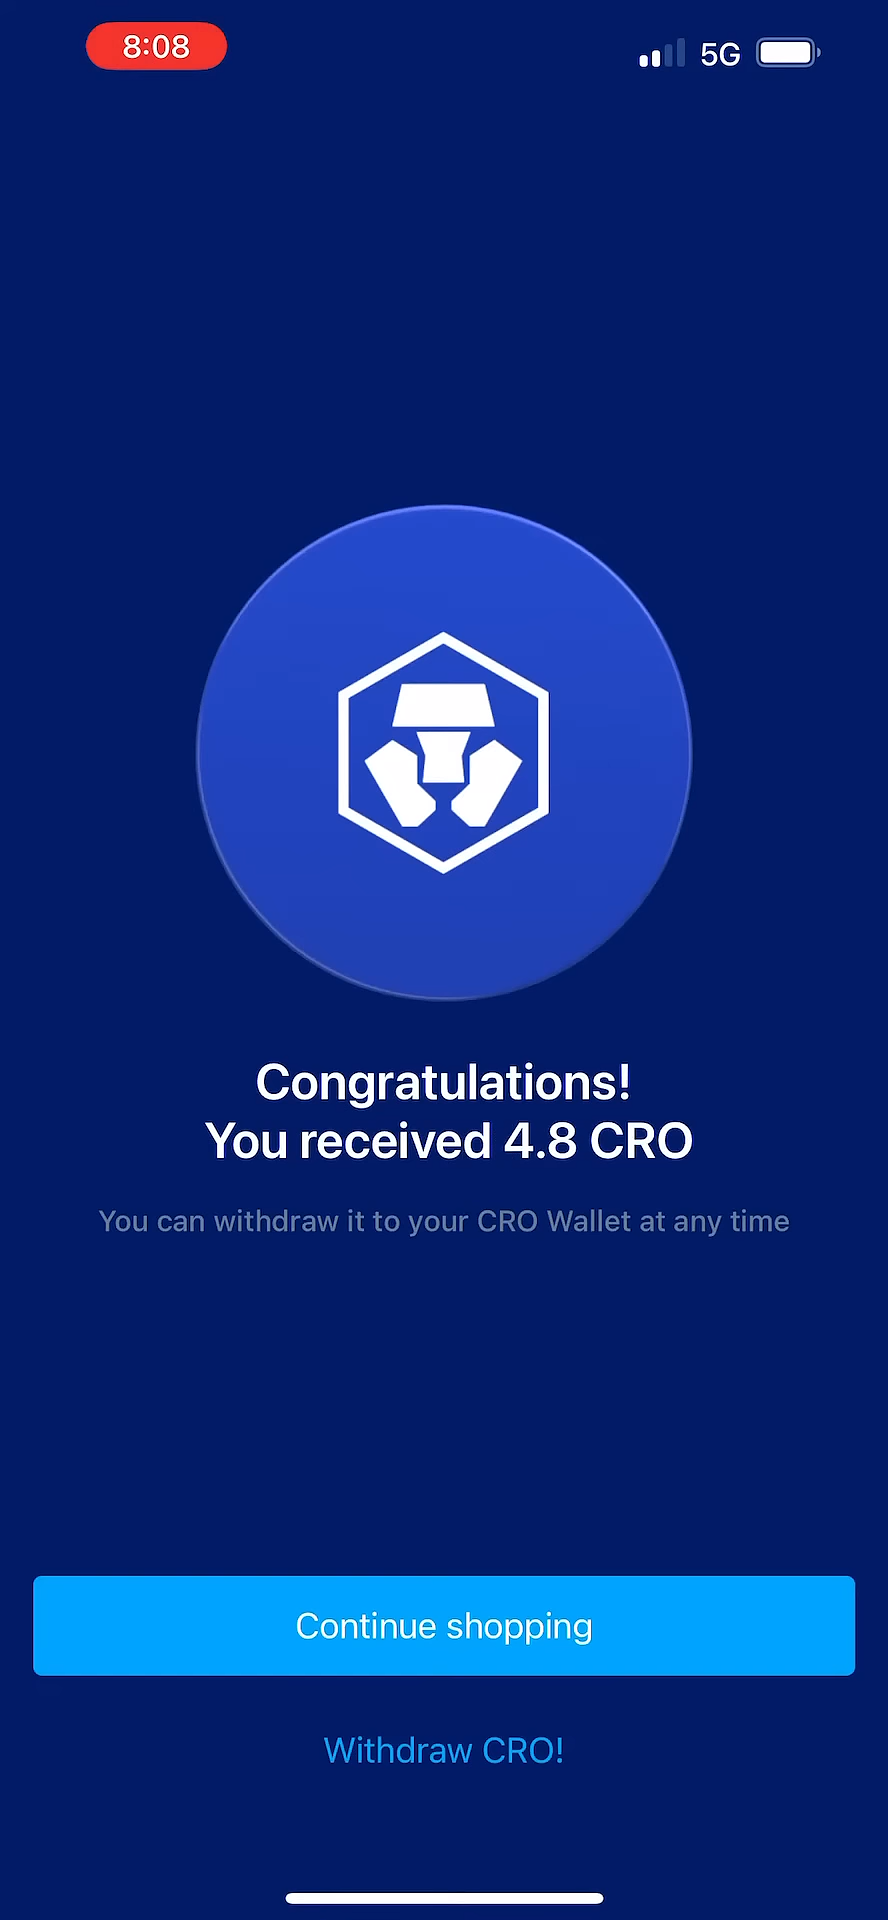 8:08
5G
Congratulations!
You received 4.8 CRO
You can withdraw it to your CRO Wallet at any time
Continue shopping
Withdraw CRO!